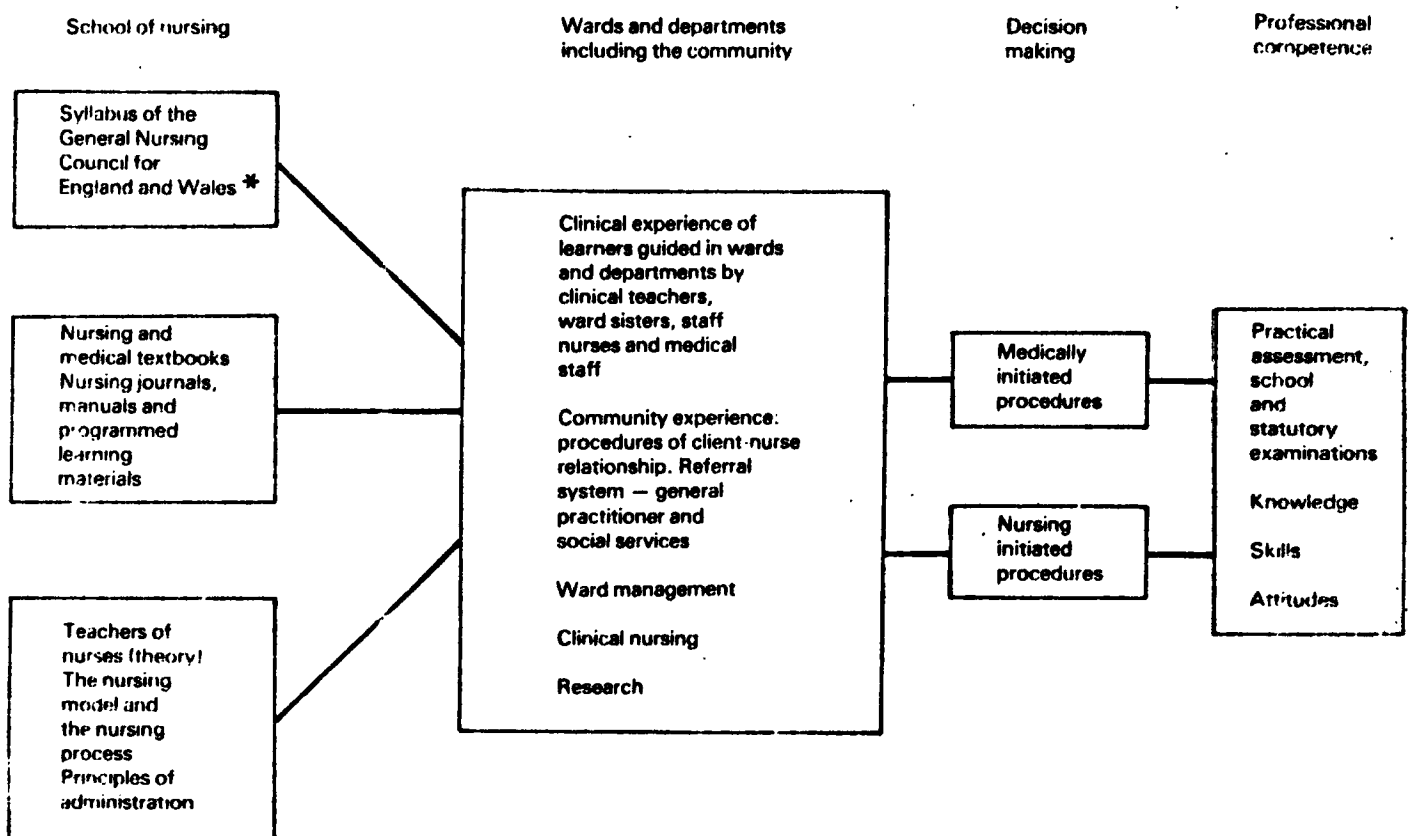 School of nursing
Wards and departments
including the community
Decision
making
Professional
competence
Syllabus of the
General Nursing
Council for
England and Wales *
Nursing and
medical textbooks
Nursing journals,
manuals and
programmed
learning
materials
Teachers of
nurses (theory)
The nursing
model and
the nursing
process
Principles of
administration
Clinical experience of
learners guided in wards
and departments by
clinical teachers,
ward sisters, staff
nurses and medical
staff
Community experience:
procedures of client-nurse
relationship. Referral
system — general
practitioner and
social services
Ward management
Clinical nursing
Research
Medically
initiated
procedures
Nursing
initiated
procedures
Practical
assessment,
school
and
statutory
examinations
Knowledge
Skills
Attitudes